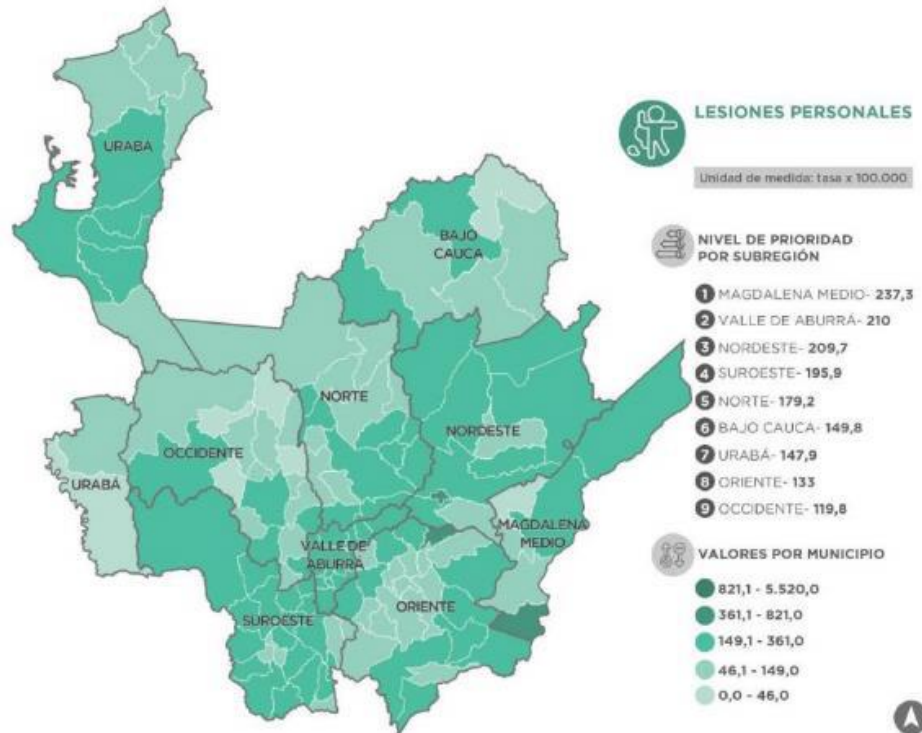 LESIONES PERSONALES
Unidad de medida: tasa x 100.000
NIVEL DE PRIORIDAD
POR SUBREGIÓN
1 MAGDALENA MEDIO- 237,3
2 VALLE DE ABURRÁ- 210
3 NORDESTE- 209,7
4 SUROESTE- 195,9
5 NORTE- 179,2
6 BAJO CAUCA- 149,8
7 URABÁ- 147,9
8 ORIENTE- 133
9 OCCIDENTE- 119,8
VALORES POR MUNICIPIO
821,1 - 5.520,0
361,1 - 821,0
149,1 - 361,0
46,1 - 149,0
0,0 - 46,0
URABÁ
BAJO
CAUCA
NORTE
NORDESTE
OCCIDENTE
URABÁ
MAGDALENA
MEDIO
VALLE DE
ABURRÁ
ORIENTE
SUROESTE